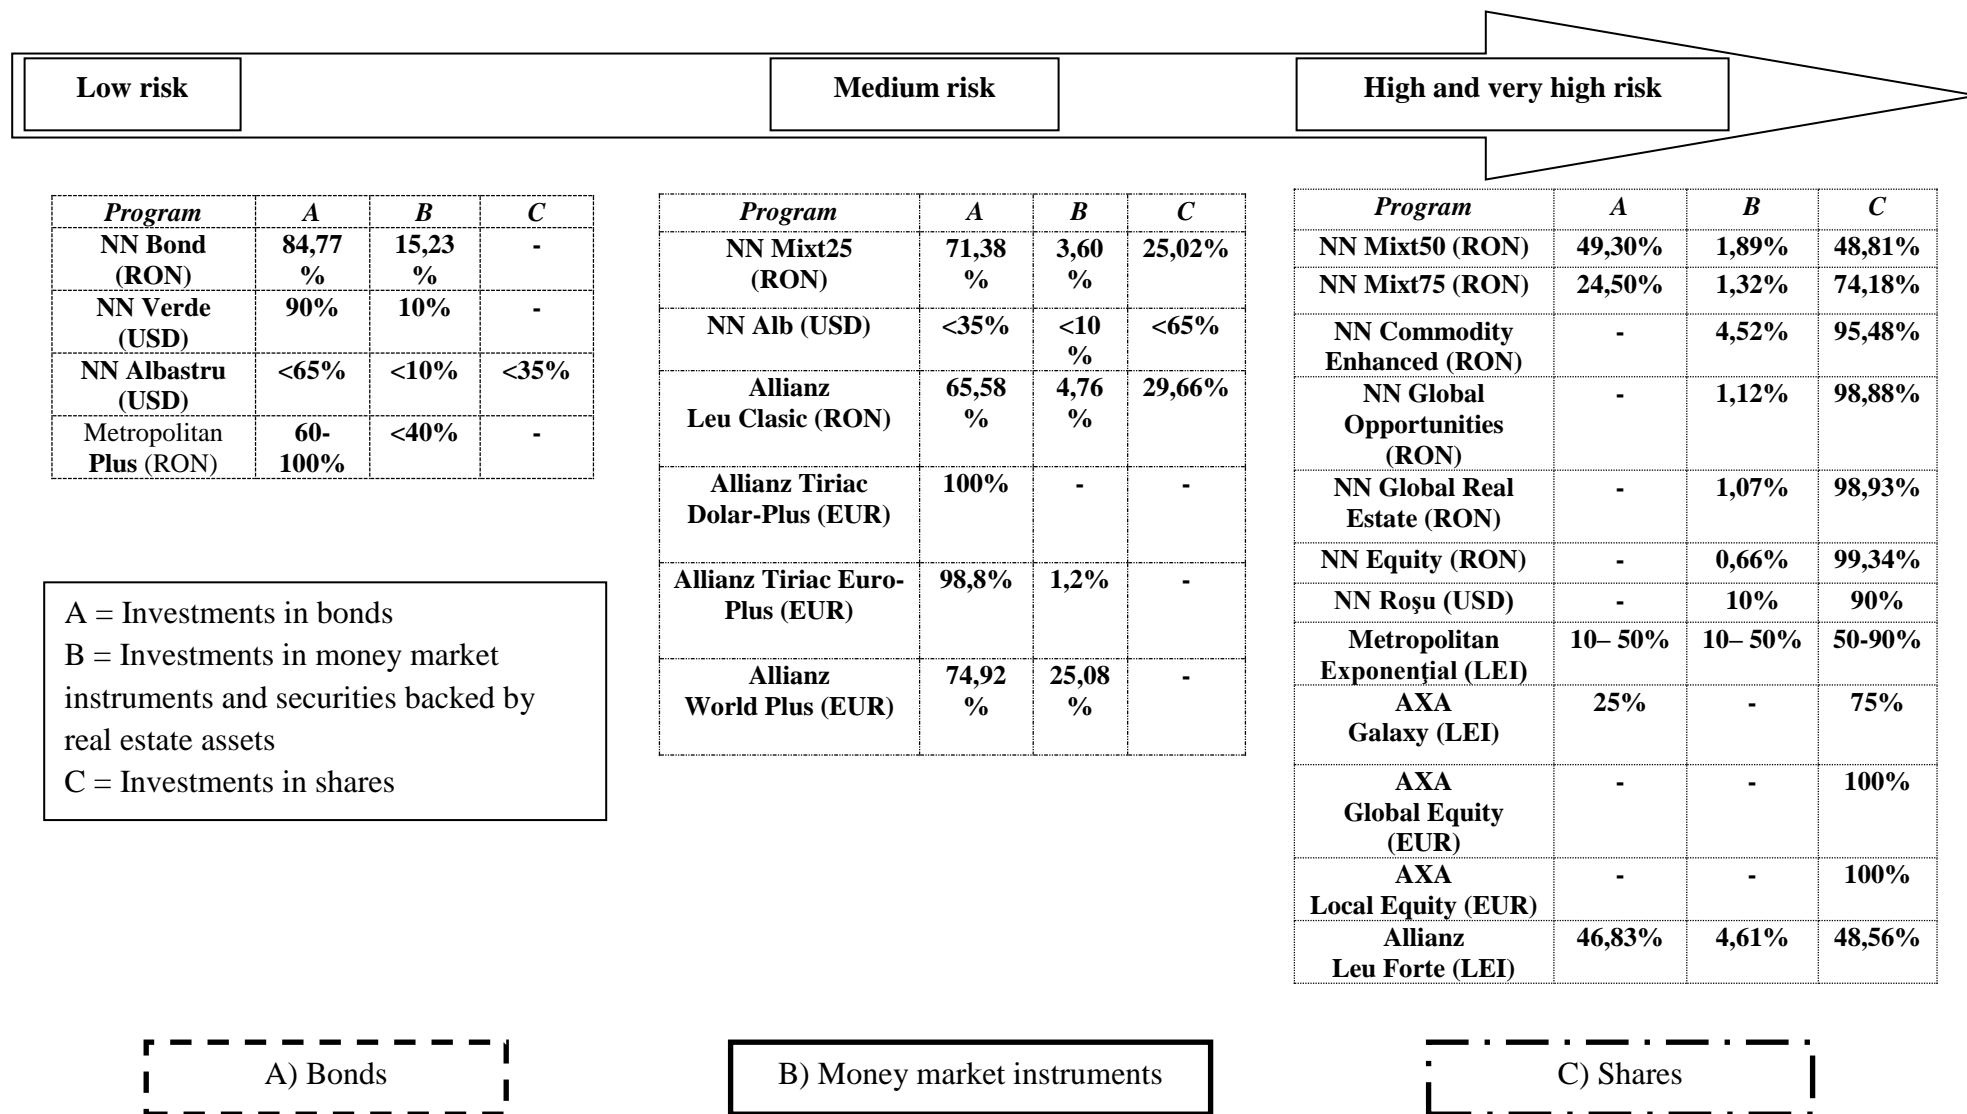 Low risk
Medium risk
High and very high risk
Program A B C
NN Bond
(RON)
84,77
%
15,23
%
-
NN Verde
(USD)
90% 10% -
NN Albastru
(USD)
<65% <10% <35%
Metropolitan
Plus (RON)
60-
100%
<40% -
A = Investments in bonds
B = Investments in money market
instruments and securities backed by
real estate assets
C = Investments in shares
Program A B C
NN Mixt25
(RON)
71,38
%
3,60
%
25,02%
NN Alb (USD) <35% <10
%
<65%
Allianz
Leu Clasic (RON)
65,58
%
4,76
%
29,66%
Allianz Tiriac
Dolar-Plus (EUR)
100% - -
Allianz Tiriac Euro-
Plus (EUR)
98,8% 1,2% -
Allianz
World Plus (EUR)
74,92
%
25,08
%
-
Program A B C
NN Mixt50 (RON) 49,30% 1,89% 48,81%
NN Mixt75 (RON) 24,50% 1,32% 74,18%
NN Commodity
Enhanced (RON)
- 4,52% 95,48%
NN Global
Opportunities
(RON)
- 1,12% 98,88%
NN Global Real
Estate (RON)
- 1,07% 98,93%
NN Equity (RON) - 0,66% 99,34%
NN Roşu (USD) - 10% 90%
Metropolitan
Exponenţial (LEI)
10– 50% 10– 50% 50-90%
AXA
Galaxy (LEI)
25% - 75%
AXA
Global Equity
(EUR)
- - 100%
AXA
Local Equity (EUR)
- - 100%
Allianz
Leu Forte (LEI)
46,83% 4,61% 48,56%
A) Bonds
B) Money market instruments
C) Shares